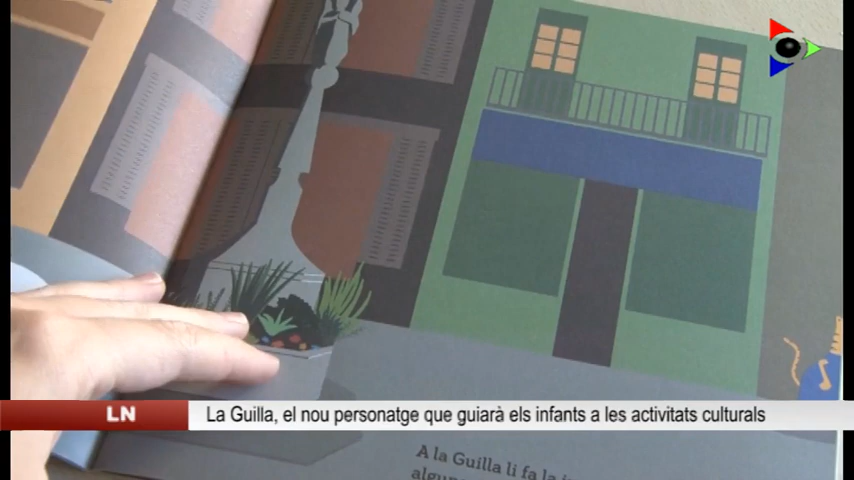 LN
La Guilla, el nou personatge que guiarà els infants a les activitats culturals
A la Guilla li fa la